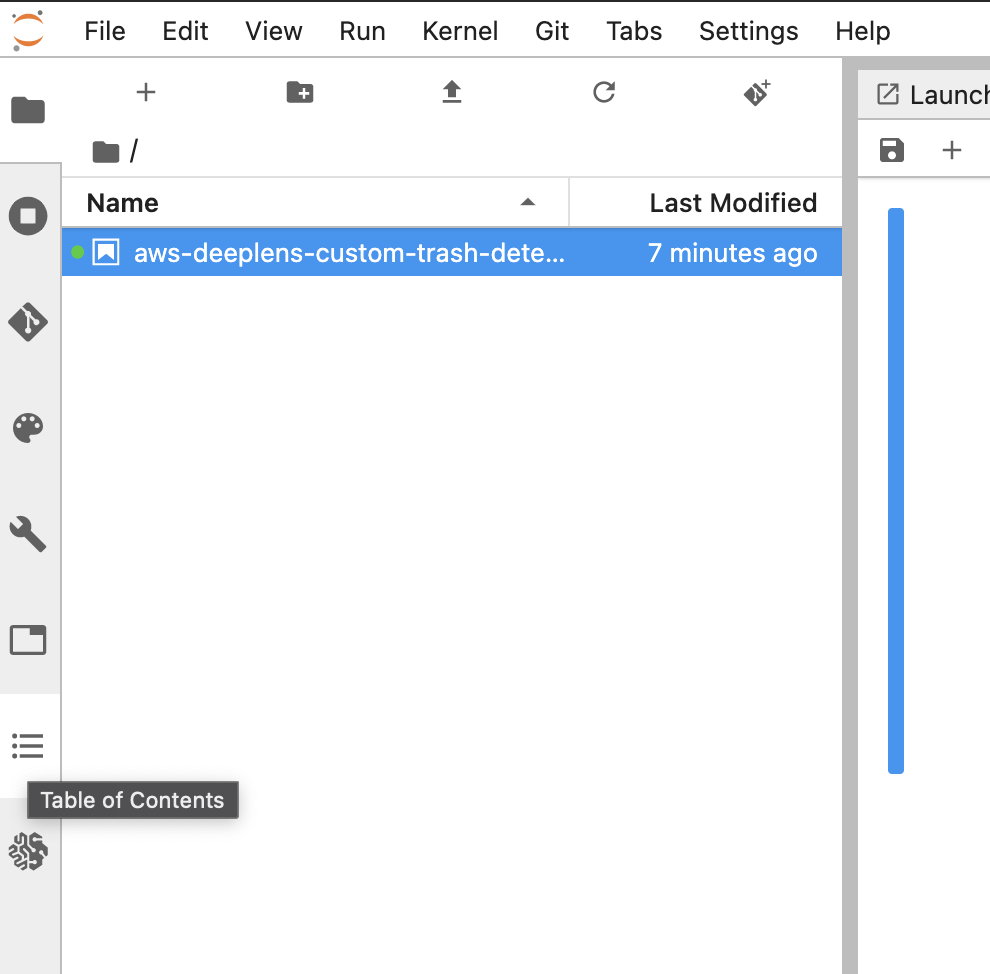 File Edit View Run Kernel Git Tabs Settings Help
Launch
/
Name Last Modified
aws-deeplens-custom-trash-dete... 7 minutes ago
Table of Contents